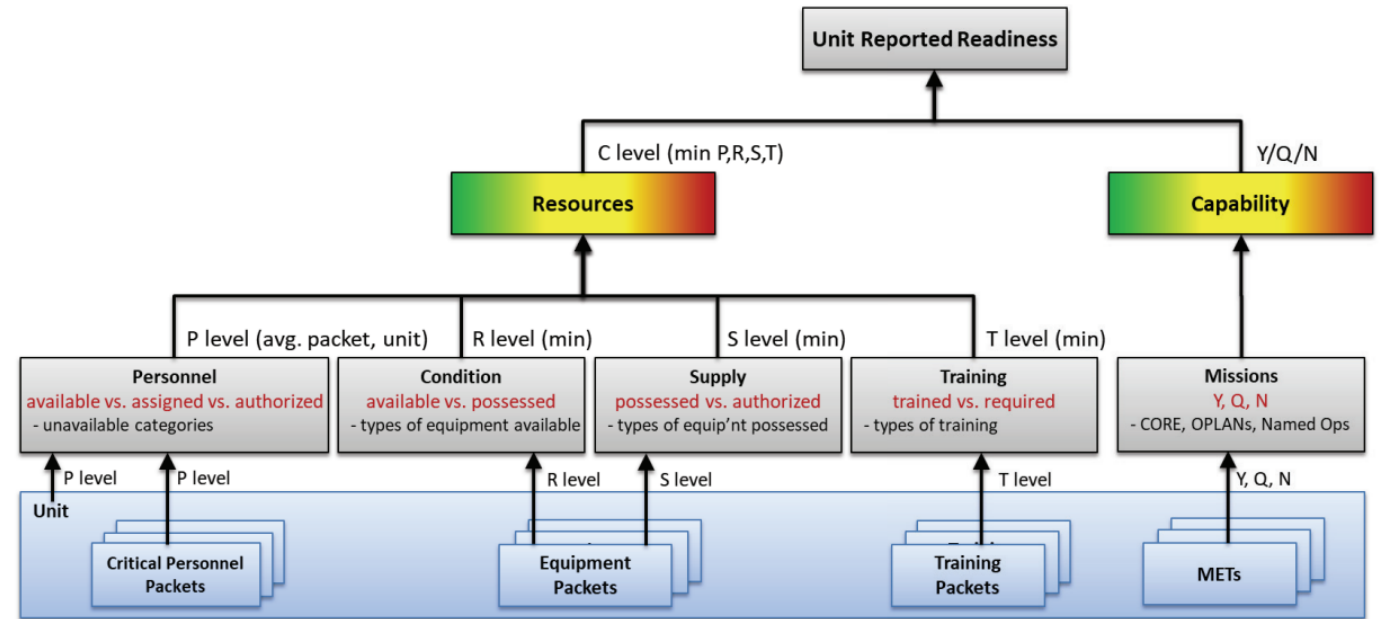 Unit Reported Readiness
C level (min P,R,S,T)
Y/Q/N
Resources
Capability
P level (avg. packet, unit)
R level (min)
S level (min)
T level (min)
Personnel
available vs. assigned vs. authorized
- unavailable categories
Condition
available vs. possessed
- types of equipment available
Supply
possessed vs. authorized
- types of equip'nt possessed
Training
trained vs. required
- types of training
Missions
Y, Q, N
- CORE, OPLANs, Named Ops
P level
P level
R level
S level
T level
Y, Q, N
Unit
Critical Personnel
Packets
Equipment
Packets
Training
Packets
METs